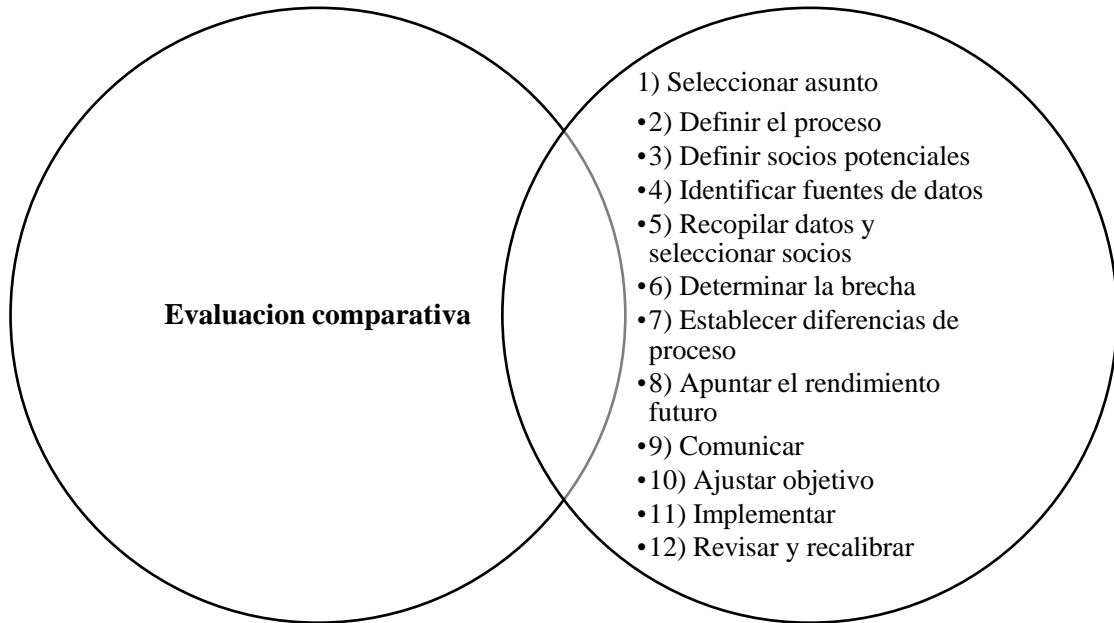 Evaluacion comparativa
1) Seleccionar asunto
•2) Definir el proceso
•3) Definir socios potenciales
•4) Identificar fuentes de datos
•5) Recopilar datos y
seleccionar socios
•6) Determinar la brecha
•7) Establecer diferencias de
proceso
•8) Apuntar el rendimiento
futuro
•9) Comunicar
•10) Ajustar objetivo
•11) Implementar
•12) Revisar y recalibrar